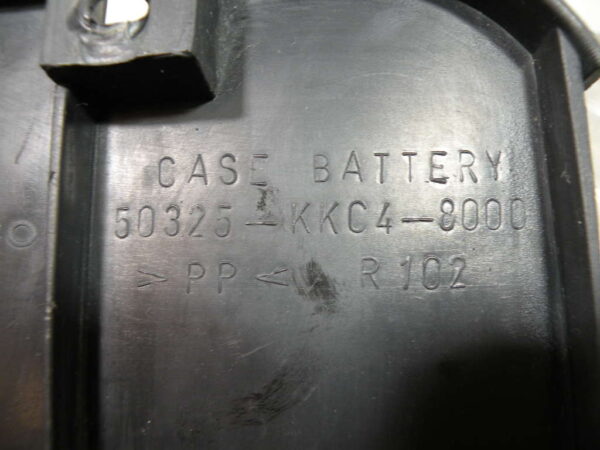 CASE BATTERY
50325-KKC4-8000
>PP< R102